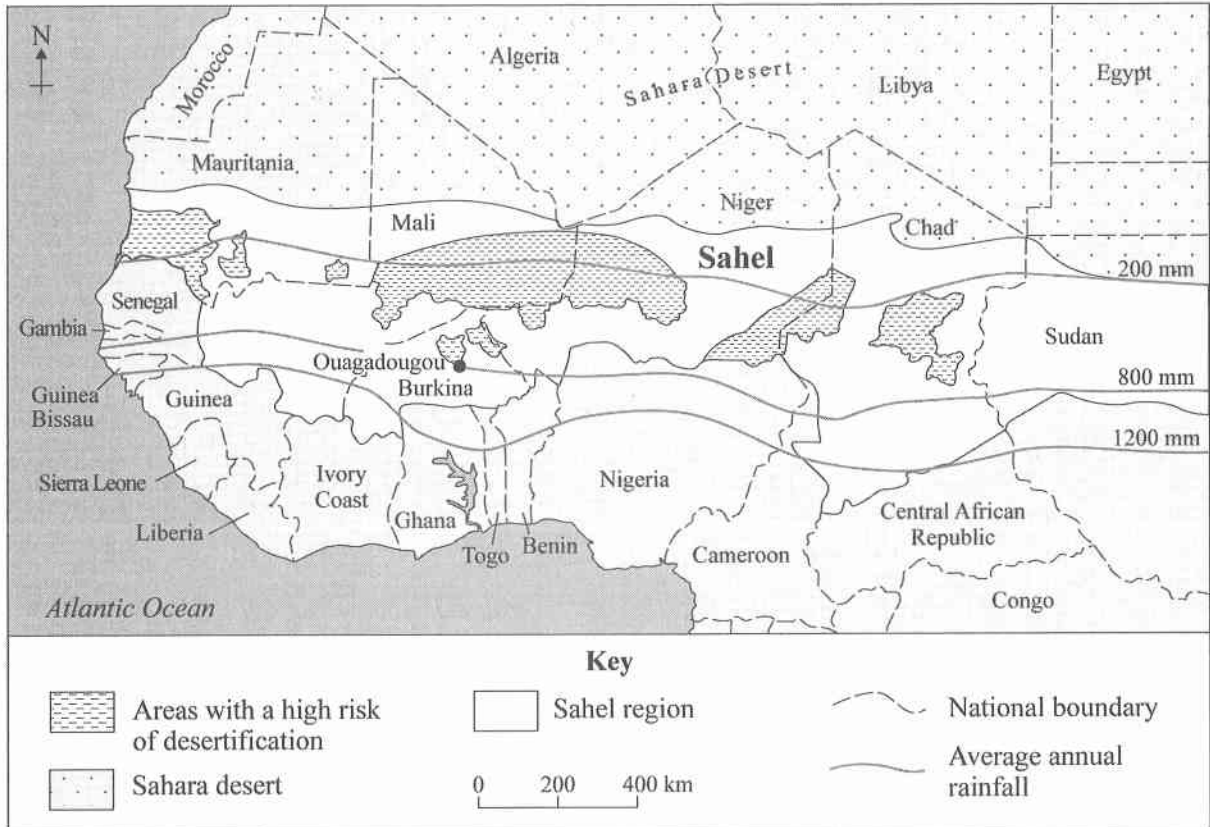 N
Morocco
Algeria
Sahara Desert
Libya
Egypt
Mauritania
Mali
Niger
Chad
Sahel
200 mm
Senegal
Gambia
Sudan
Ouagadougou
Burkina
800 mm
Guinea
Bissau
Guinea
1200 mm
Sierra Leone
Ivory
Coast
Nigeria
Liberia
Ghana
Central African
Republic
Togo
Benin
Cameroon
Atlantic Ocean
Congo
Key
Areas with a high risk
of desertification
Sahel region
National boundary
Sahara desert
0 200 400 km
Average annual
rainfall